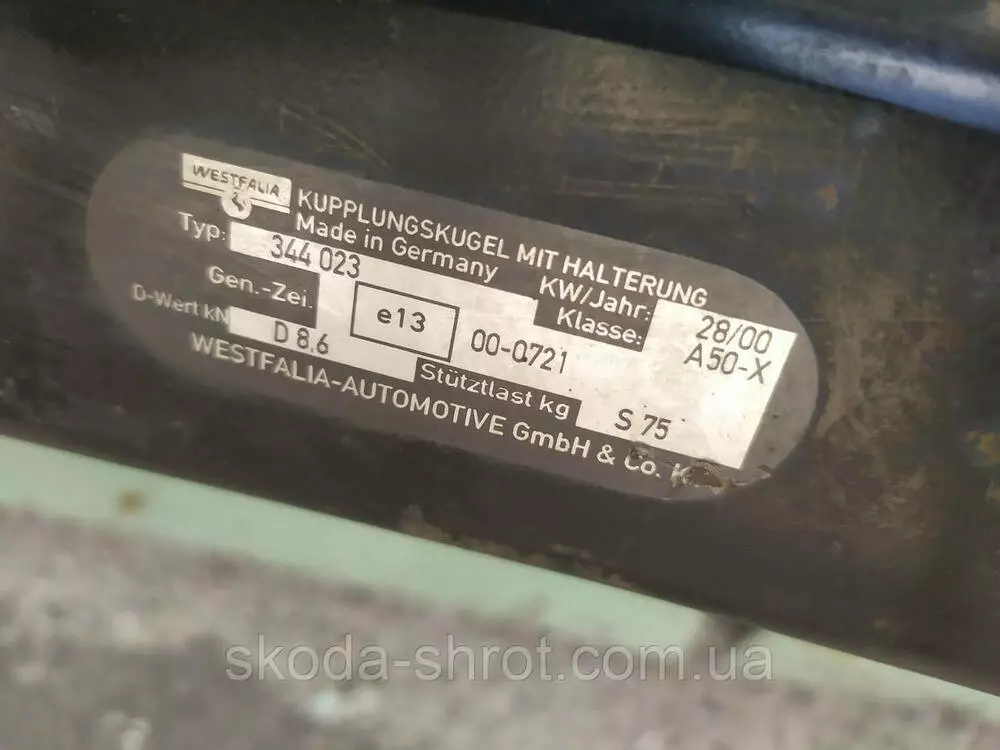 WESTFALIA
KUPPLUNGSKUGEL MIT HALTERUNG
Made in Germany
Typ: 344 023
KW/Jahr: 28/00
Gen.-Zei. e13 00-0721
Klasse: A50-X
D-Wert kN D 8,6
Stütztlast kg S 75
WESTFALIA-AUTOMOTIVE GmbH & Co.
skoda-shrot.com.ua